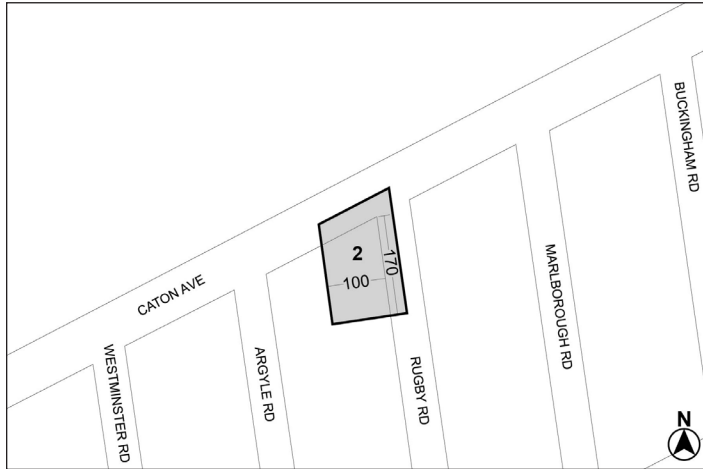 BUCKINGHAM RD
2
170
100
MARLBOROUGH RD
CATON AVE
WESTMINSTER RD
ARGYLE RD
RUGBY RD
N